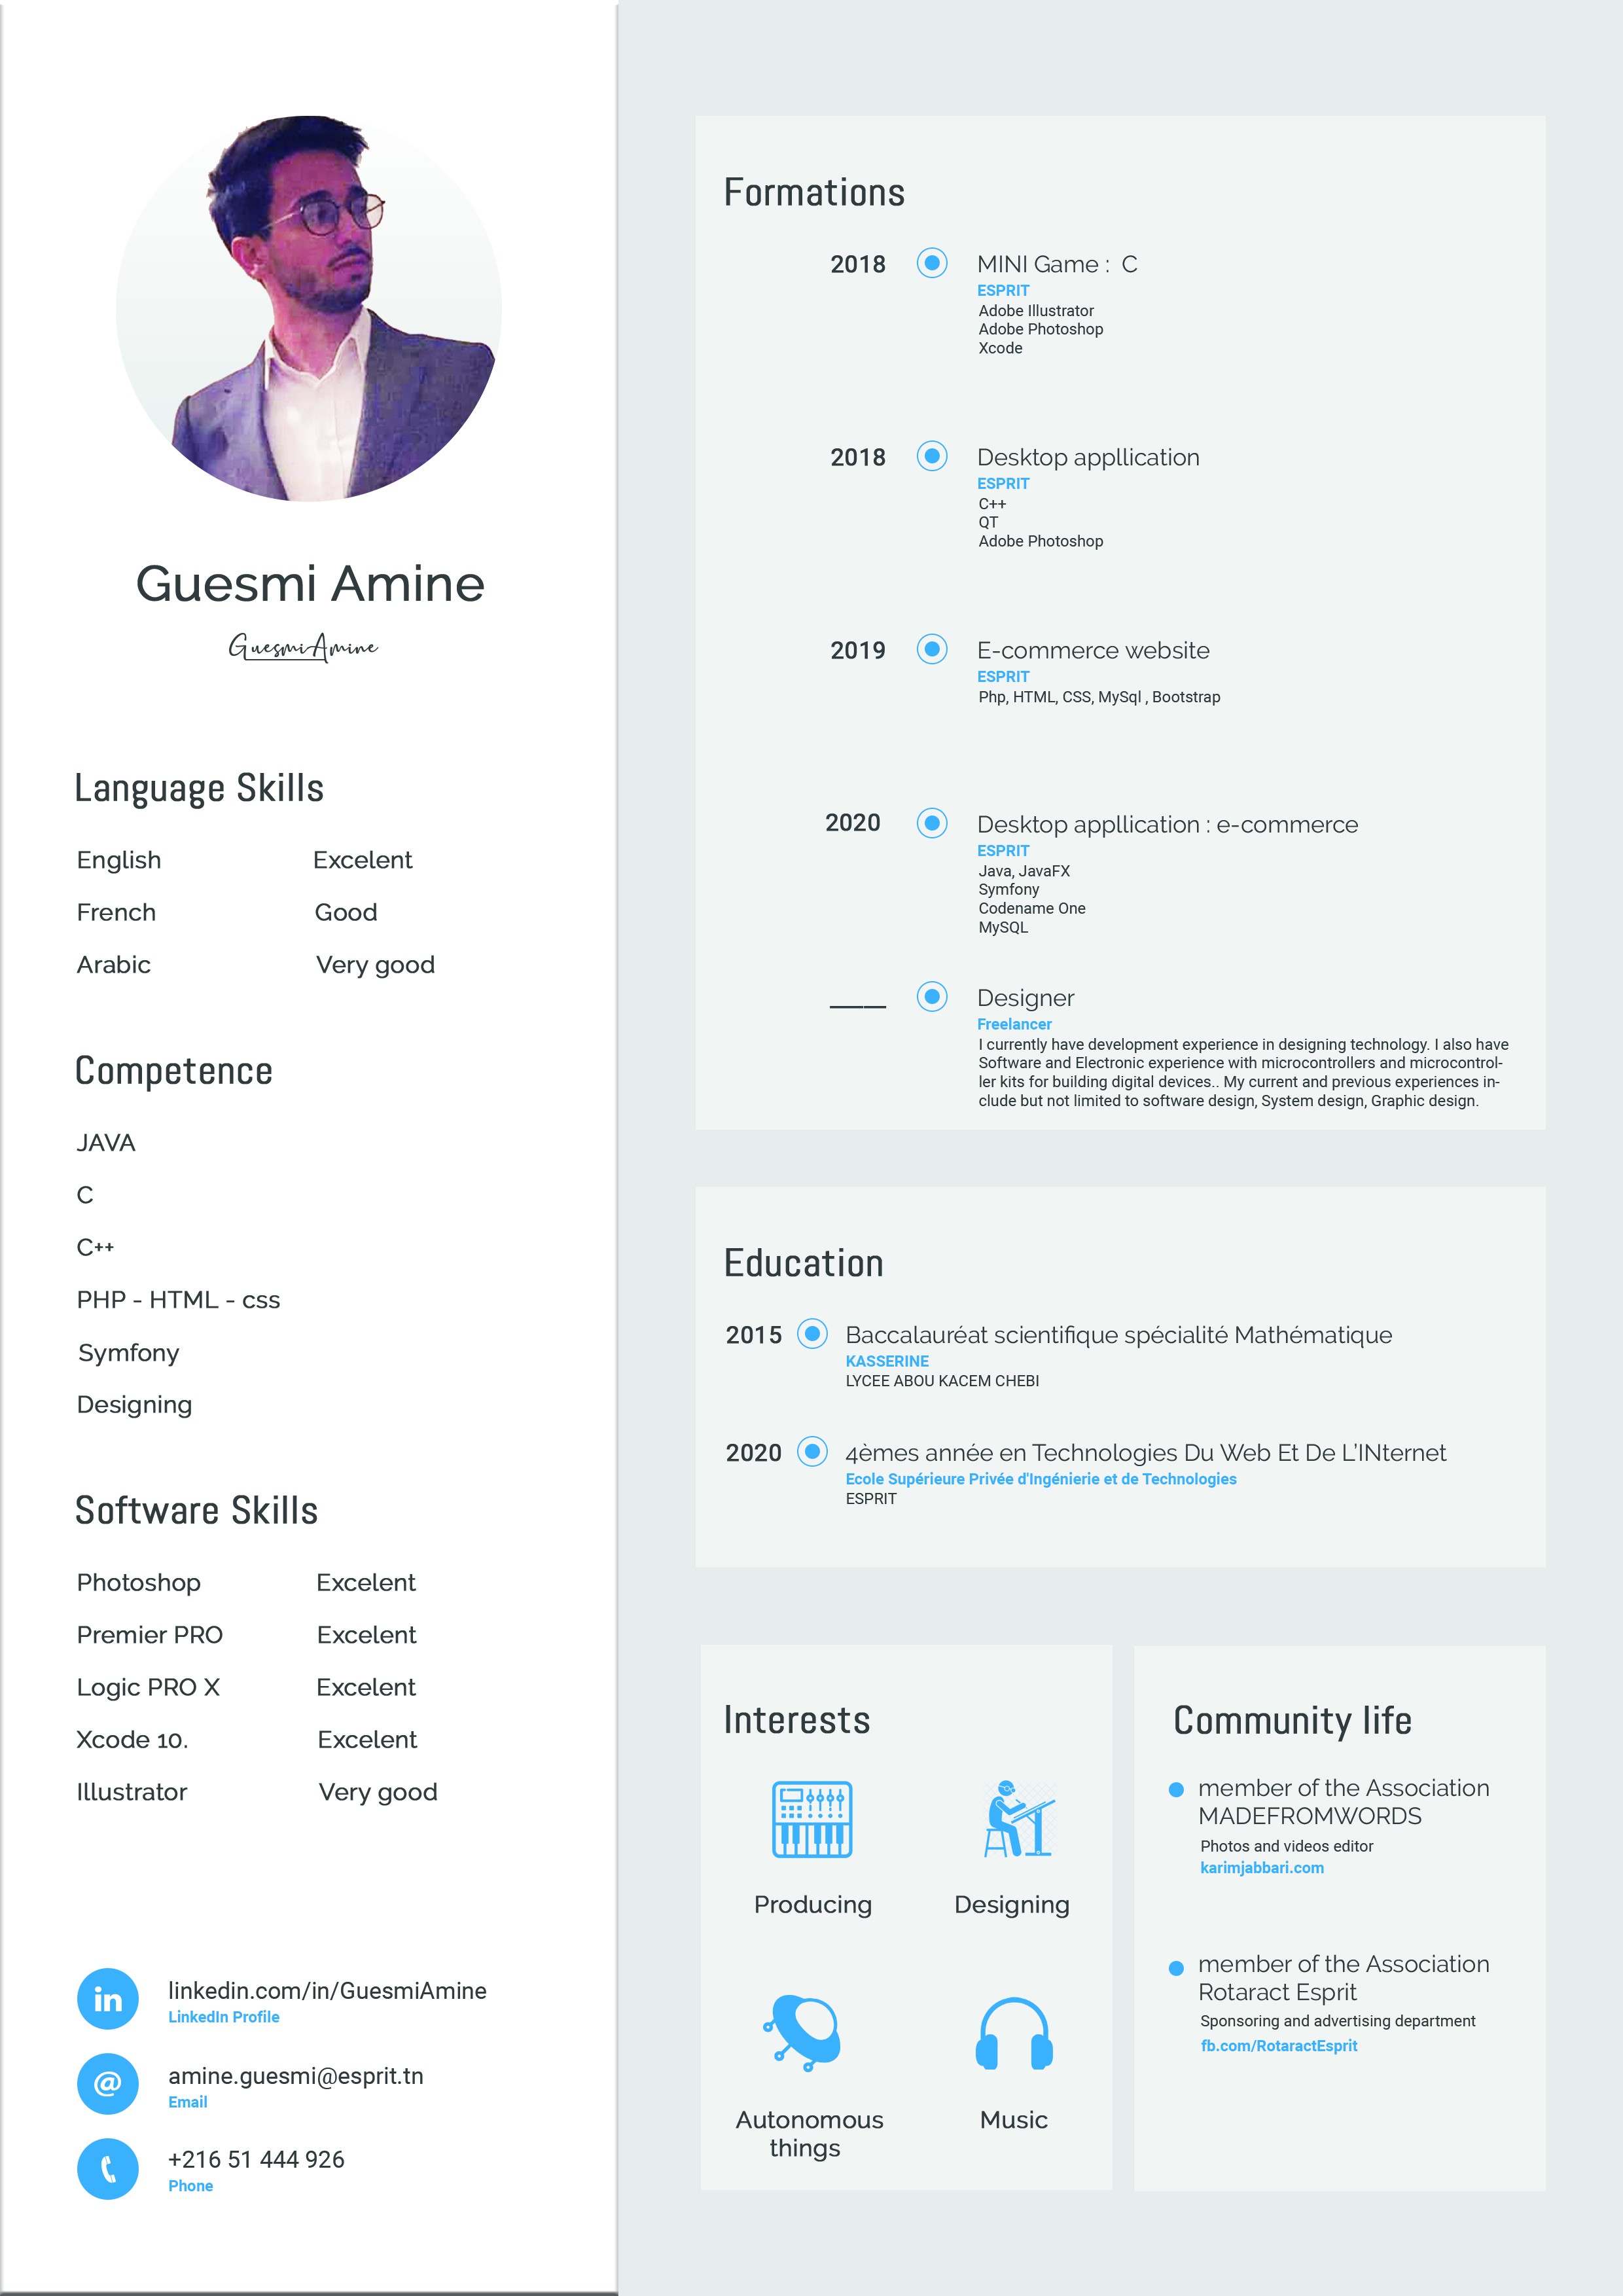 Guesmi Amine
GuesmiAmine
Language Skills
English Excelent
French Good
Arabic Very good
Competence
JAVA
C
C++
PHP - HTML - css
Symfony
Designing
Software Skills
Photoshop Excelent
Premier PRO Excelent
Logic PRO X Excelent
Xcode 10. Excelent
Illustrator Very good
in linkedin.com/in/GuesmiAmine
LinkedIn Profile
@ amine.guesmi@esprit.tn
Email
+216 51 444 926
Phone
Formations
2018 MINI Game : C
ESPRIT
Adobe Illustrator
Adobe Photoshop
Xcode
2018 Desktop appllication
ESPRIT
C++
QT
Adobe Photoshop
2019 E-commerce website
ESPRIT
Php, HTML, CSS, MySql , Bootstrap
2020 Desktop appllication : e-commerce
ESPRIT
Java, JavaFX
Symfony
Codename One
MySQL
Designer
Freelancer
I currently have development experience in designing technology. I also have
Software and Electronic experience with microcontrollers and microcontrol-
ler kits for building digital devices.. My current and previous experiences in-
clude but not limited to software design, System design, Graphic design.
Education
2015 Baccalauréat scientifique spécialité Mathématique
KASSERINE
LYCEE ABOU KACEM CHEBI
2020 4èmes année en Technologies Du Web Et De L'INternet
Ecole Supérieure Privée d'Ingénierie et de Technologies
ESPRIT
Interests
Producing Designing
Autonomous
things
Music
Community life
member of the Association
MADEFROMWORDS
Photos and videos editor
karimjabbari.com
member of the Association
Rotaract Esprit
Sponsoring and advertising department
fb.com/RotaractEsprit